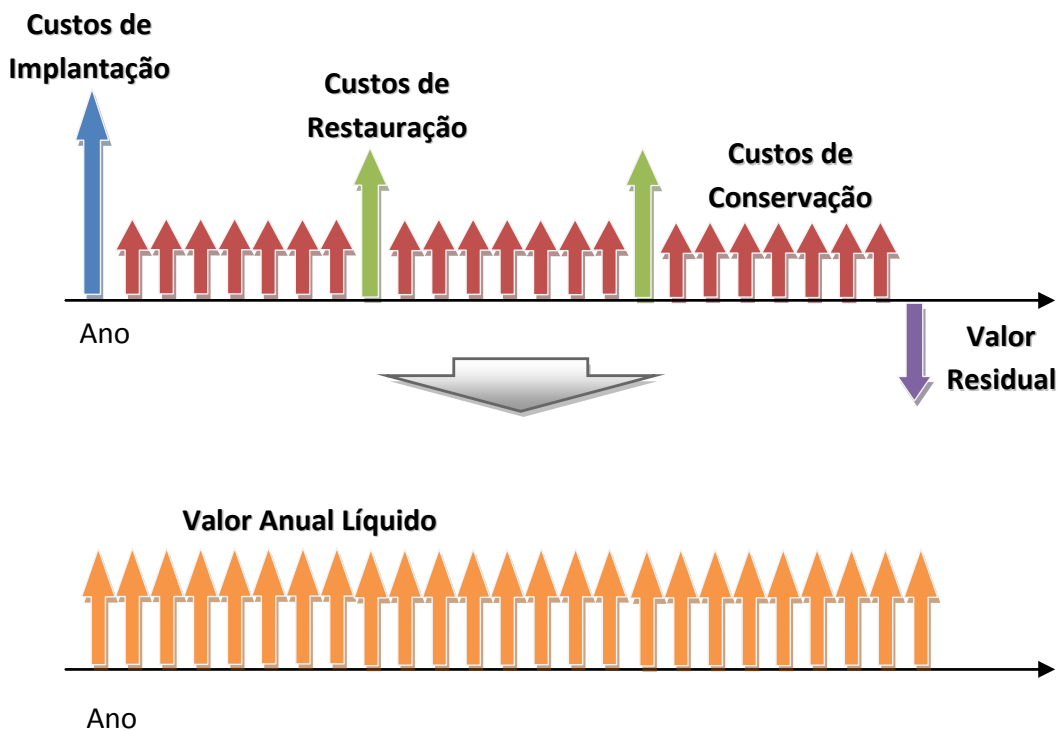 Custos de
Implantação
Custos de
Restauração
Custos de
Conservação
Ano
Valor
Residual
Valor Anual Líquido
Ano